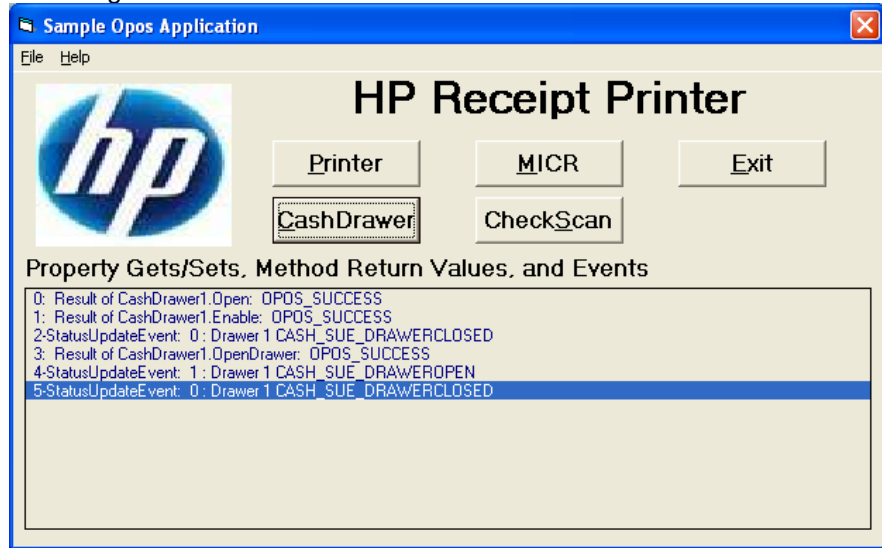 Sample Opos Application
File Help
hp
HP Receipt Printer
Printer MICR Exit
CashDrawer CheckScan
Property Gets/Sets, Method Return Values, and Events
0: Result of CashDrawer1.Open: OPOS_SUCCESS
1: Result of CashDrawer1.Enable: OPOS_SUCCESS
2-StatusUpdateEvent: 0 : Drawer 1 CASH_SUE_DRAWERCLOSED
3: Result of CashDrawer1.OpenDrawer: OPOS_SUCCESS
4-StatusUpdateEvent: 1 : Drawer 1 CASH_SUE_DRAWEROPEN
5-StatusUpdateEvent: 0 : Drawer 1 CASH_SUE_DRAWERCLOSED